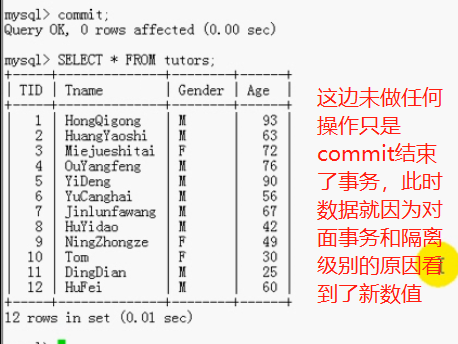 mysql> commit;
Query OK, 0 rows affected (0.00 sec)
mysql> SELECT * FROM tutors;
+-----+--------------+--------+------+
| TID | Tname | Gender | Age |
+-----+--------------+--------+------+
| 1 | HongQigong | M | 93 |
| 2 | HuangYaoshi | M | 63 |
| 3 | Miejueshitai | F | 72 |
| 4 | OuYangfeng | M | 76 |
| 5 | YiDeng | M | 90 |
| 6 | YuCanghai | M | 56 |
| 7 | Jinlunfawang | M | 67 |
| 8 | HuYidao | M | 42 |
| 9 | NingZhongze | F | 49 |
| 10 | Tom | F | 30 |
| 11 | DingDian | M | 25 |
| 12 | HuFei | M | 60 |
+-----+--------------+--------+------+
12 rows in set (0.01 sec)
mysql>
这边未做任何
操作只是
commit结束
了事务，此时
数据就因为对
面事务和隔离
级别的原因看
到了新数值